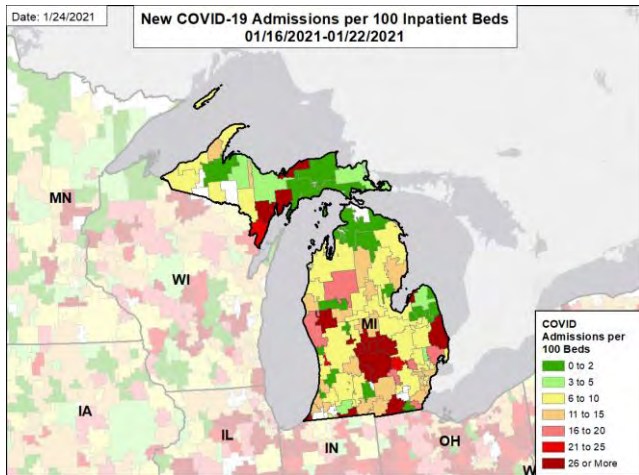 Date: 1/24/2021
New COVID-19 Admissions per 100 Inpatient Beds
01/16/2021-01/22/2021
MN
WI
MI
IA
IL
IN
OH
W
COVID
Admissions per
100 Beds
0 to 2
3 to 5
6 to 10
11 to 15
16 to 20
21 to 25
26 or More